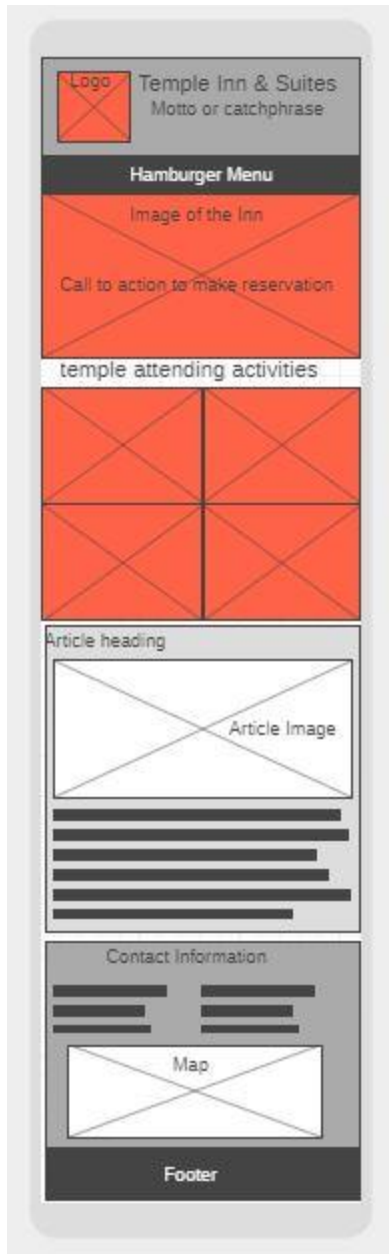 Logo
Temple Inn & Suites
Motto or catchphrase
Hamburger Menu
Image of the Inn
Call to action to make reservation
temple attending activities
Article heading
Article Image
Contact Information
Map
Footer